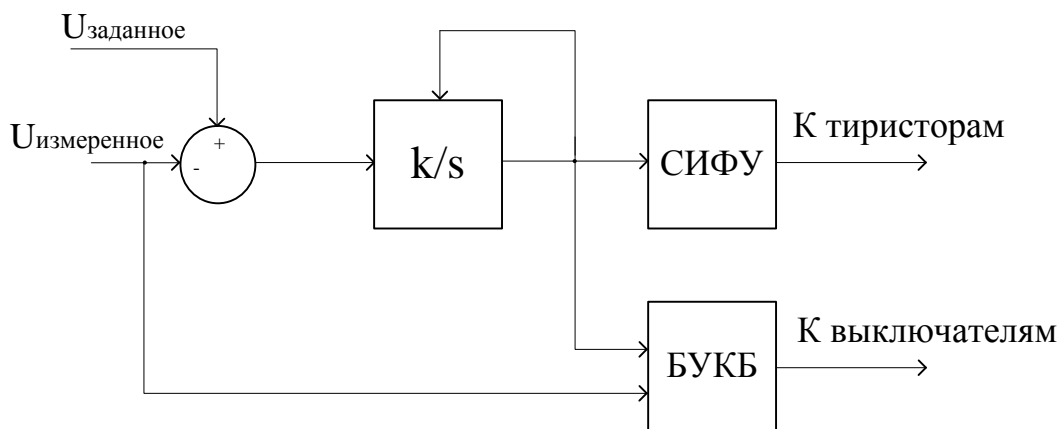 Uзаданное
Uизмеренное
+
-
k/s
СИФУ
К тиристорам
БУКБ
К выключателям